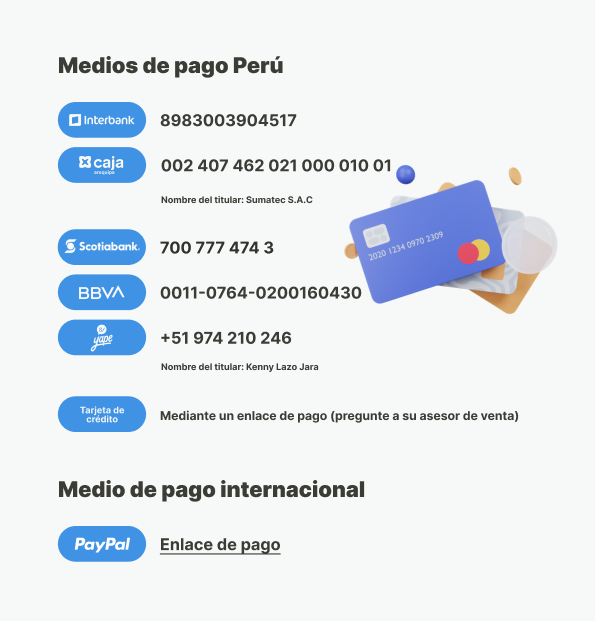 Medios de pago Perú
Interbank
8983003904517
caja
arequipa
002 407 462 021 000 010 01
Nombre del titular: Sumatec S.A.C
Scotiabank.
700 777 474 3
BBVA
0011-0764-0200160430
yape
+51 974 210 246
Nombre del titular: Kenny Lazo Jara
2020 1234 0970 2309
Tarjeta de
crédito
Mediante un enlace de pago (pregunte a su asesor de venta)
Medio de pago internacional
PayPal
Enlace de pago